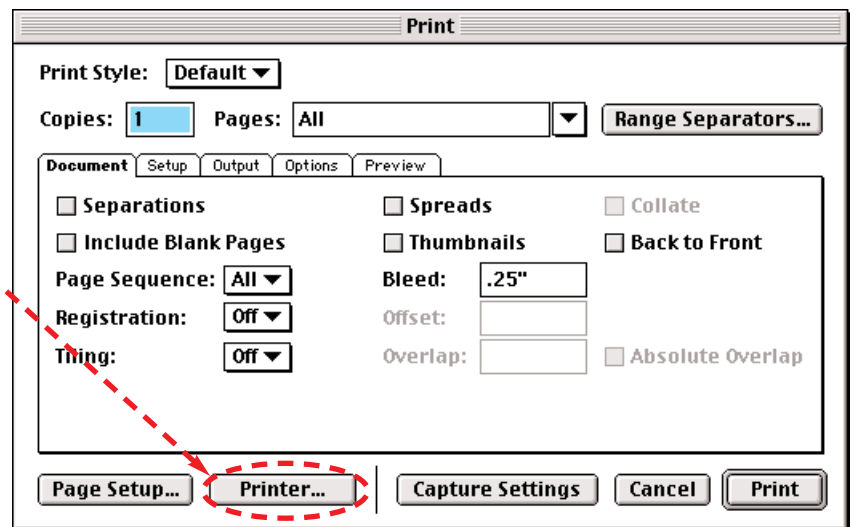 Print
Print Style: Default
Copies: 1 Pages: All Range Separators...
Document Setup Output Options Preview
Separations Spreads Collate
Include Blank Pages Thumbnails Back to Front
Page Sequence: All Bleed: .25"
Registration: Off Offset:
Tiling: Off Overlap: Absolute Overlap
Page Setup... Printer... Capture Settings Cancel Print